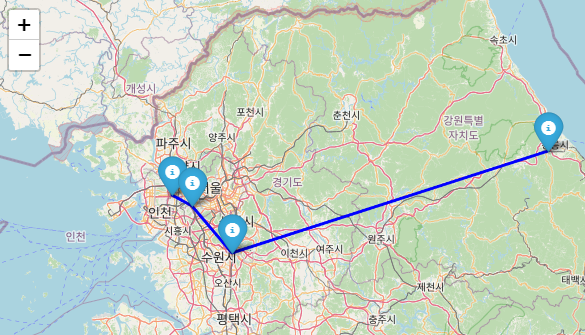 +
−
속초시
개성시
포천시
춘천시
강원특별
자치도
양주시
파주시
경기도
인천
시흥시
인천
수원시
이천시
여주시
원주시
오산시
제천시
태백시
평택시
충주시